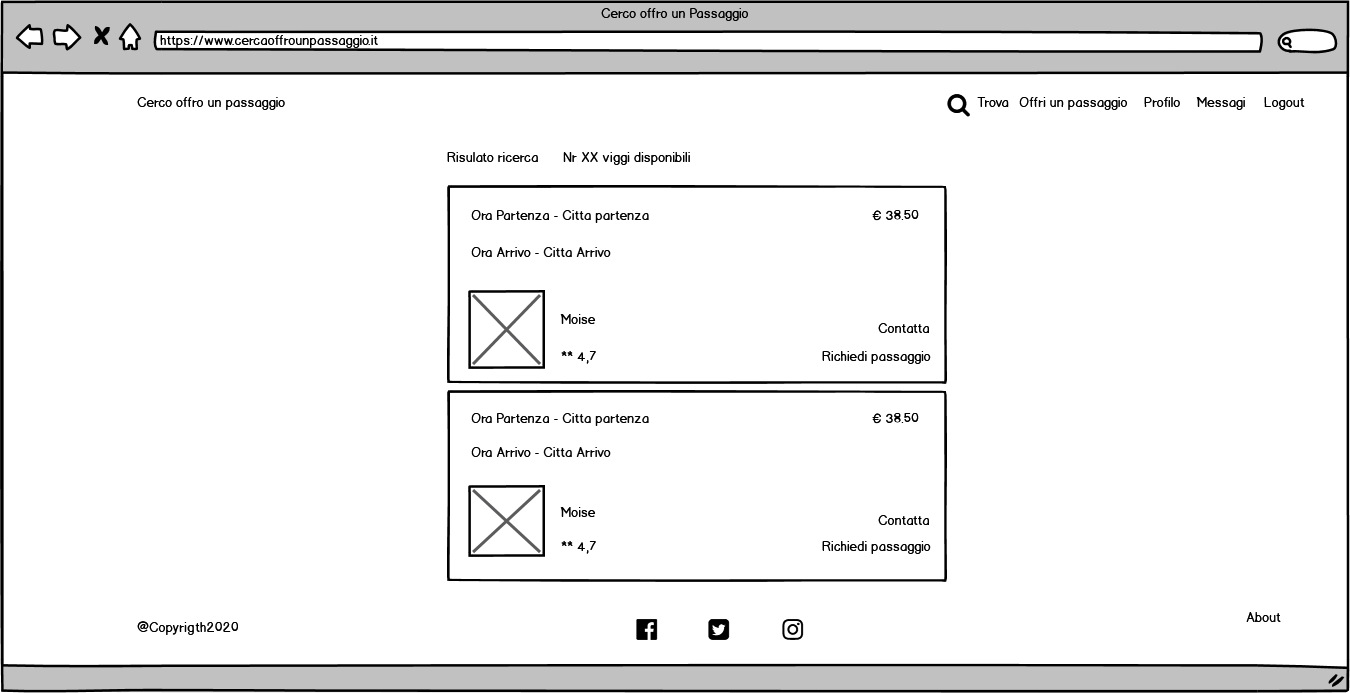 Cerco offro un Passaggio
https://www.cercaoffrounpassaggio.it
Cerco offro un passaggio
Trova Offri un passaggio Profilo Messagi Logout
Risulato ricerca Nr XX viggi disponibili
Ora Partenza - Citta partenza € 38.50
Ora Arrivo - Citta Arrivo
Moise
Contatta
** 4,7 Richiedi passaggio
Ora Partenza - Citta partenza € 38.50
Ora Arrivo - Citta Arrivo
Moise
Contatta
** 4,7 Richiedi passaggio
About
@Copyrigth2020